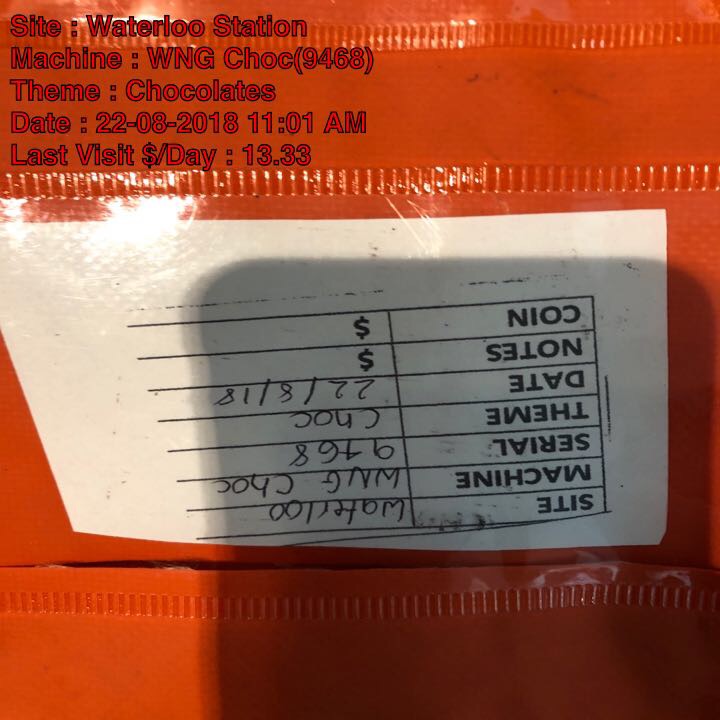 Site : Waterloo Station
Machine : WNG Choc(9468)
Theme : Chocolates
Date : 22-08-2018 11:01 AM
Last Visit $/Day : 13.33
SITE Waterloo
MACHINE WNG Choc
SERIAL 9468
THEME Choc
DATE 22/8/18
NOTES $
COIN $